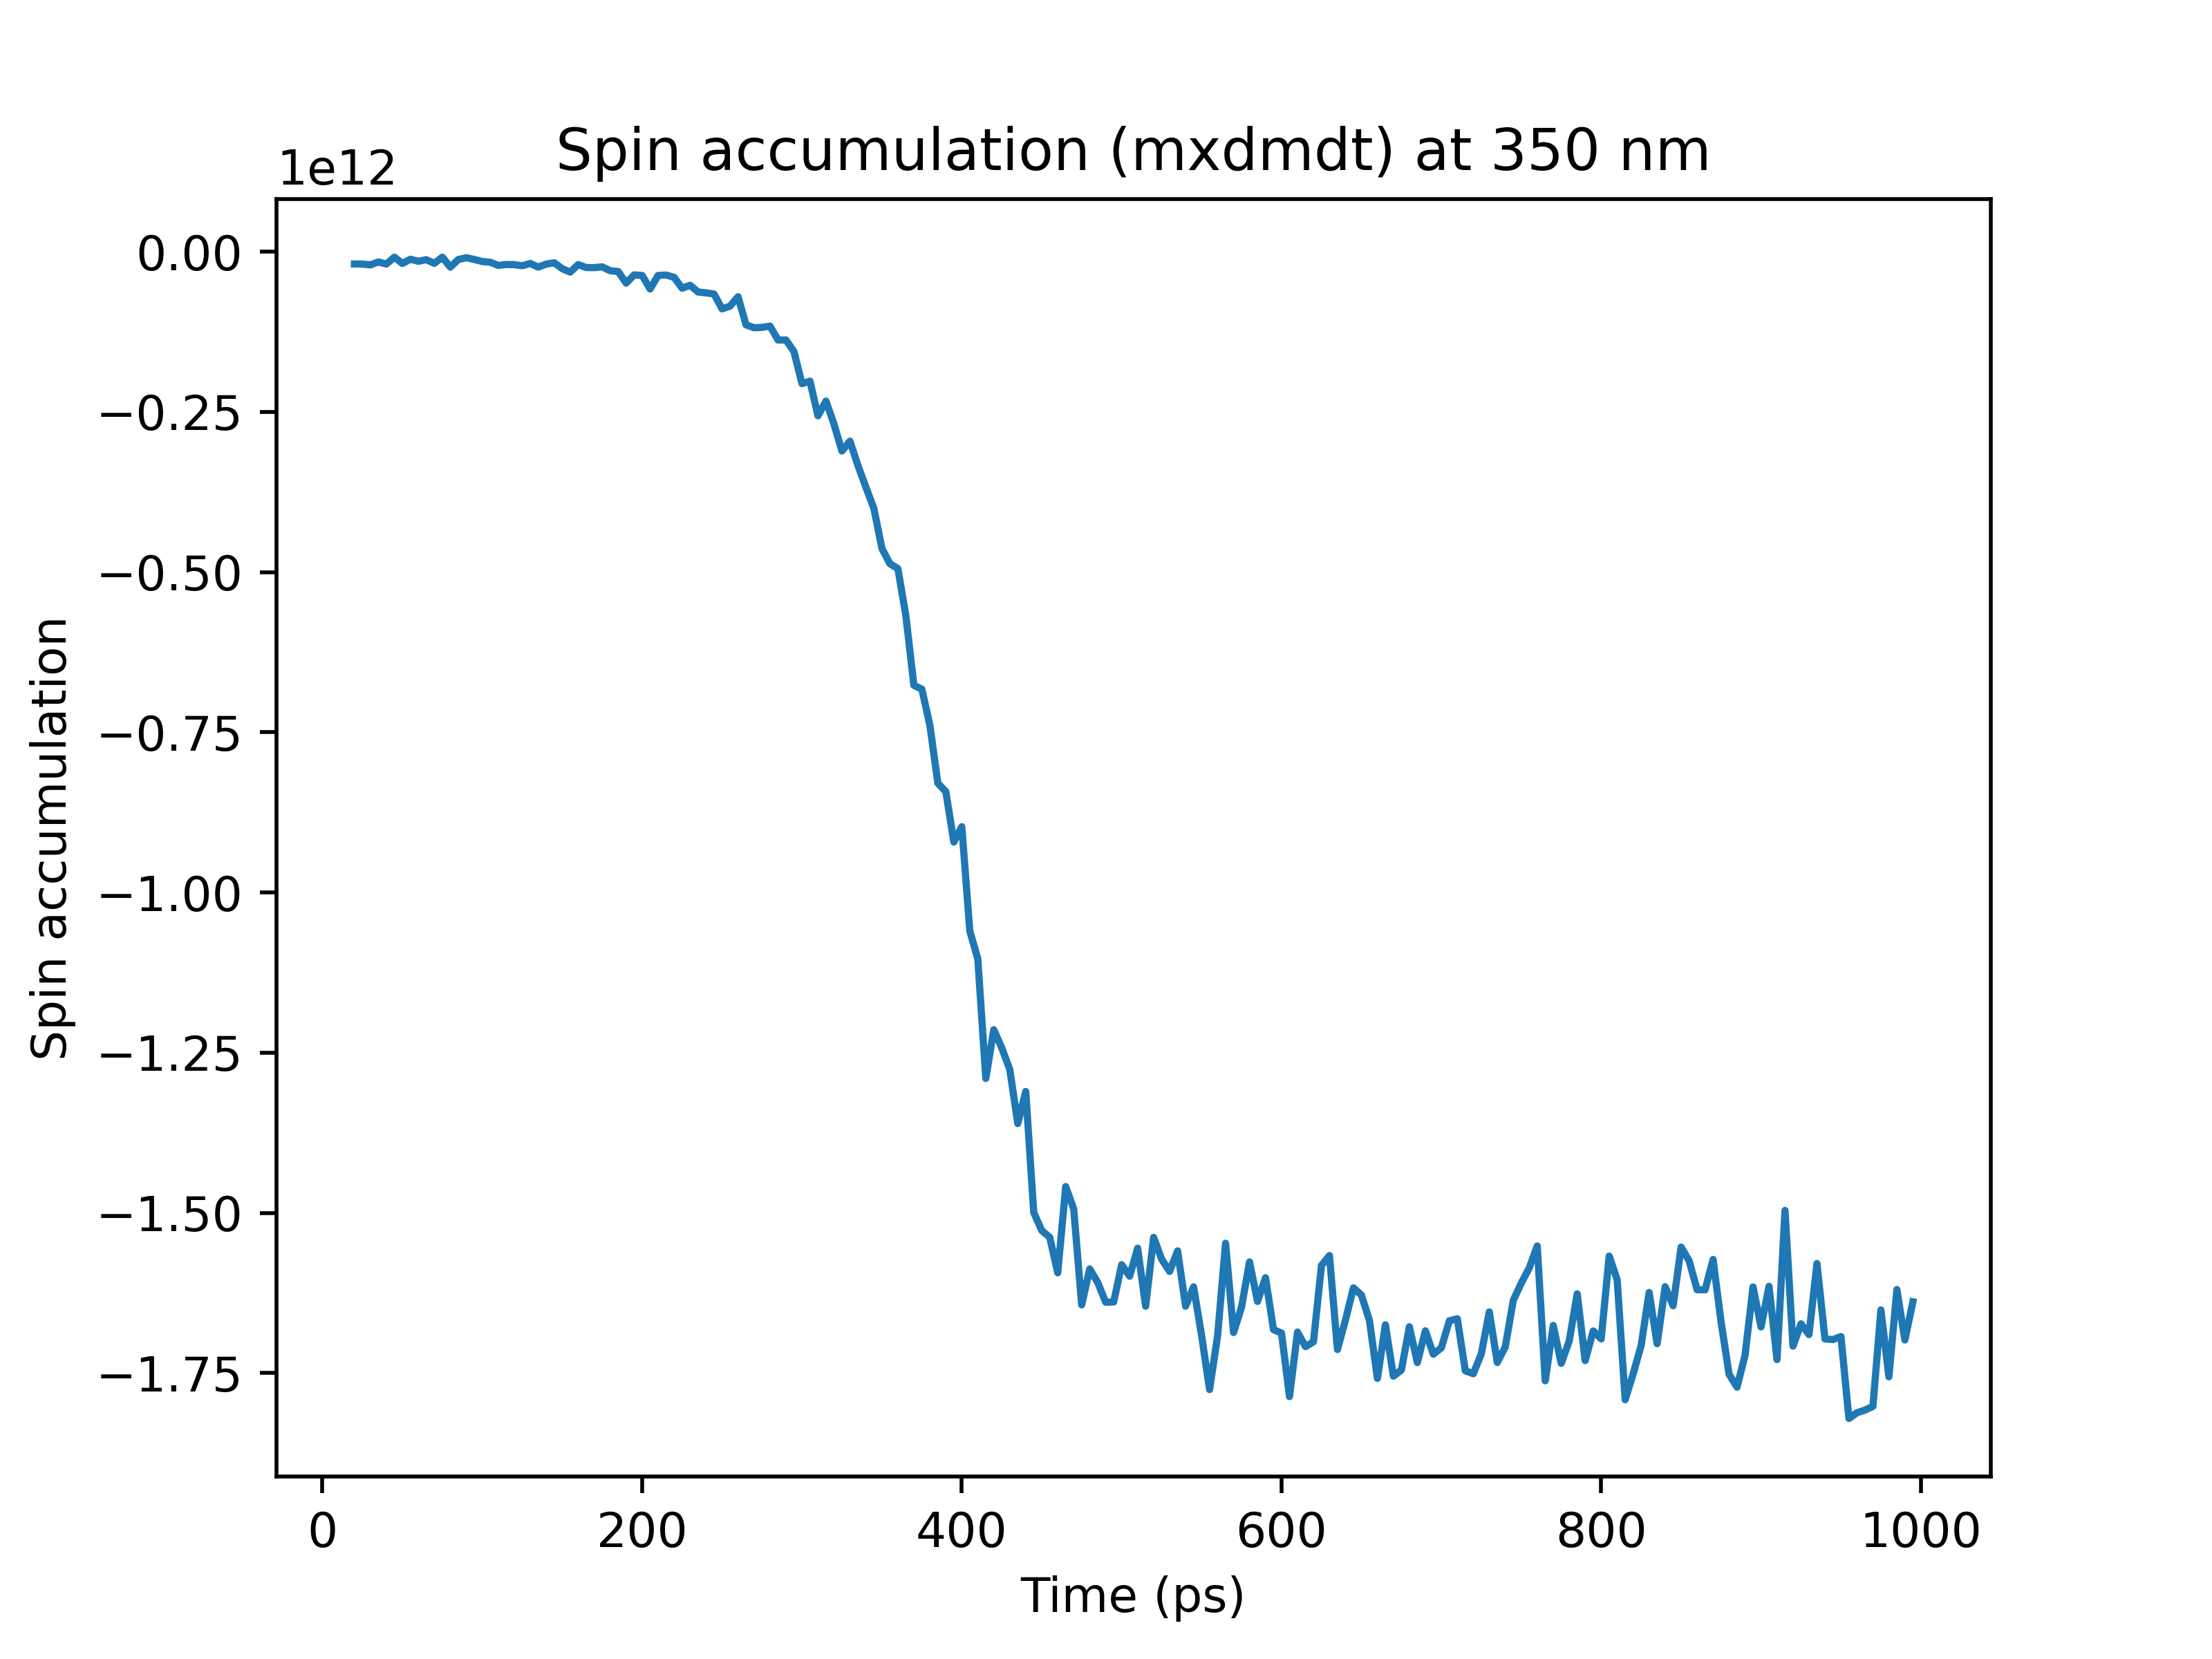 Spin accumulation (mxdmdt) at 350 nm
1e12
0.00
−0.25
−0.50
−0.75
−1.00
−1.25
−1.50
−1.75
Spin accumulation
0 200 400 600 800 1000
Time (ps)